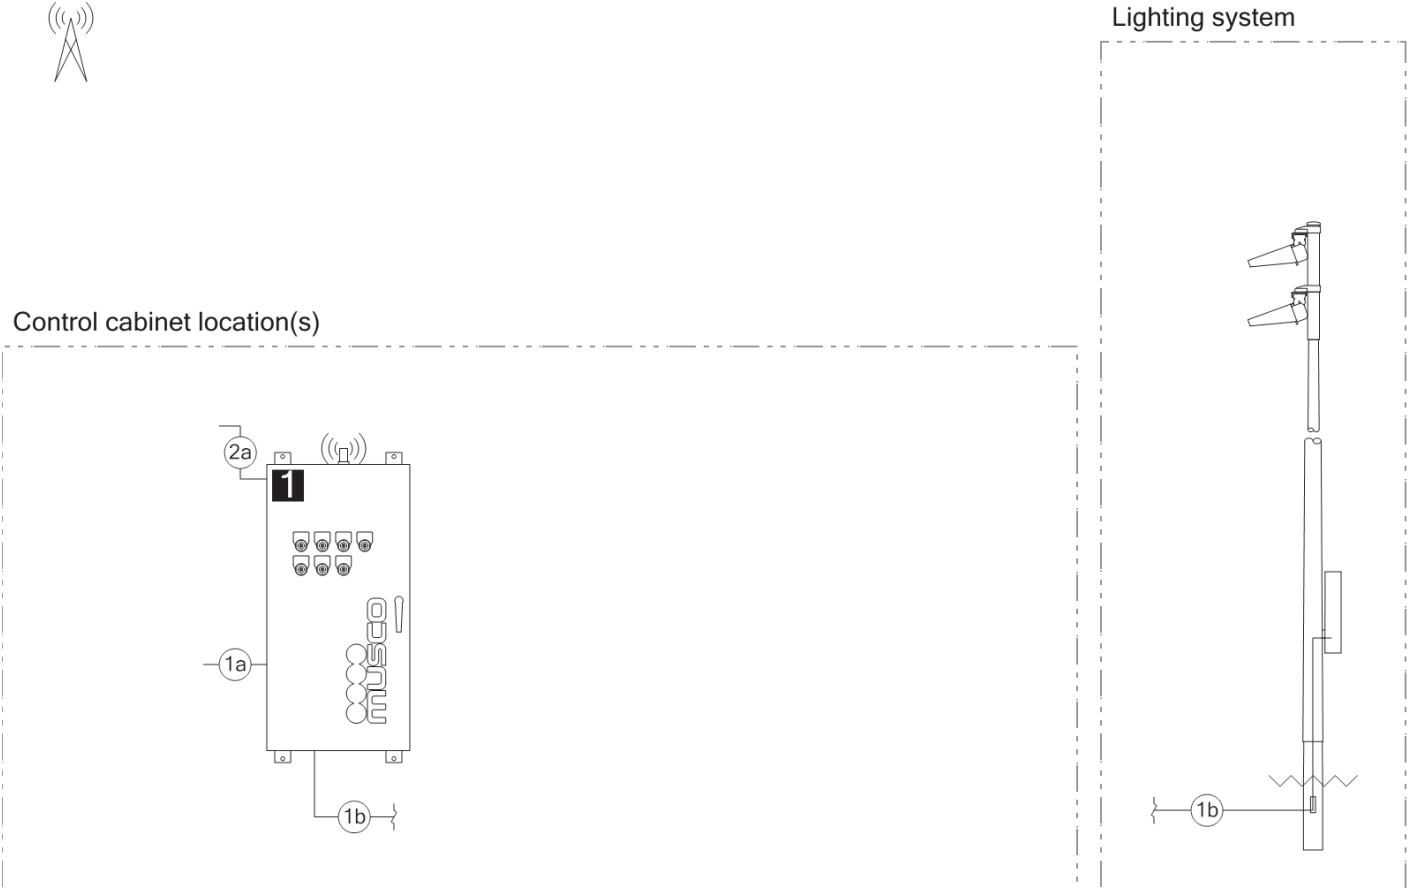 Lighting system
Control cabinet location(s)
2a
1
1a
musco
1b
1b